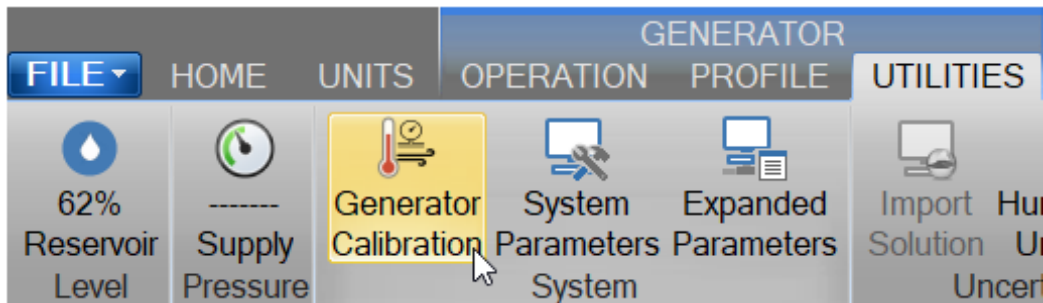 GENERATOR
FILE HOME UNITS OPERATION PROFILE UTILITIES
62% ------- Generator System Expanded Import
Reservoir Supply Calibration Parameters Parameters Solution
Level Pressure System